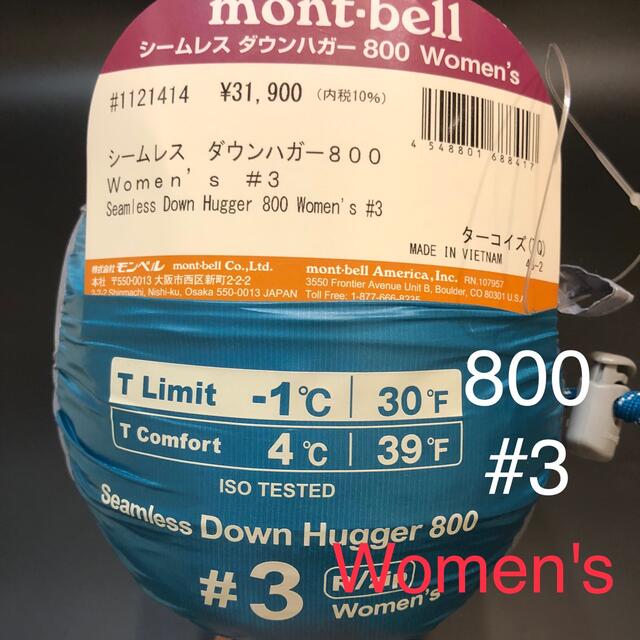 mont-bell
シームレス ダウンハガー 800 Women's
#1121414 ¥31,900 (内税10%)
4 548801 688417
シームレス ダウンハガー800
Women's #3
Seamless Down Hugger 800 Women's #3
ターコイズ
MADE IN VIETNAM
株式会社 モンベル mont-bell Co., Ltd.
本社 〒550-0013 大阪市西区新町2-2-2
2-2-2 Shinmachi, Nishi-ku, Osaka 550-0013 JAPAN
mont-bell America, Inc. RN.107957
3550 Frontier Avenue Unit B, Boulder, CO 80301 U.S.A
Toll Free: 1-877-666-8235
T Limit -1°C 30°F
T Comfort 4°C 39°F
ISO TESTED
800
#3
Seamless Down Hugger 800
#3 R/ZIP
Women's
Women's